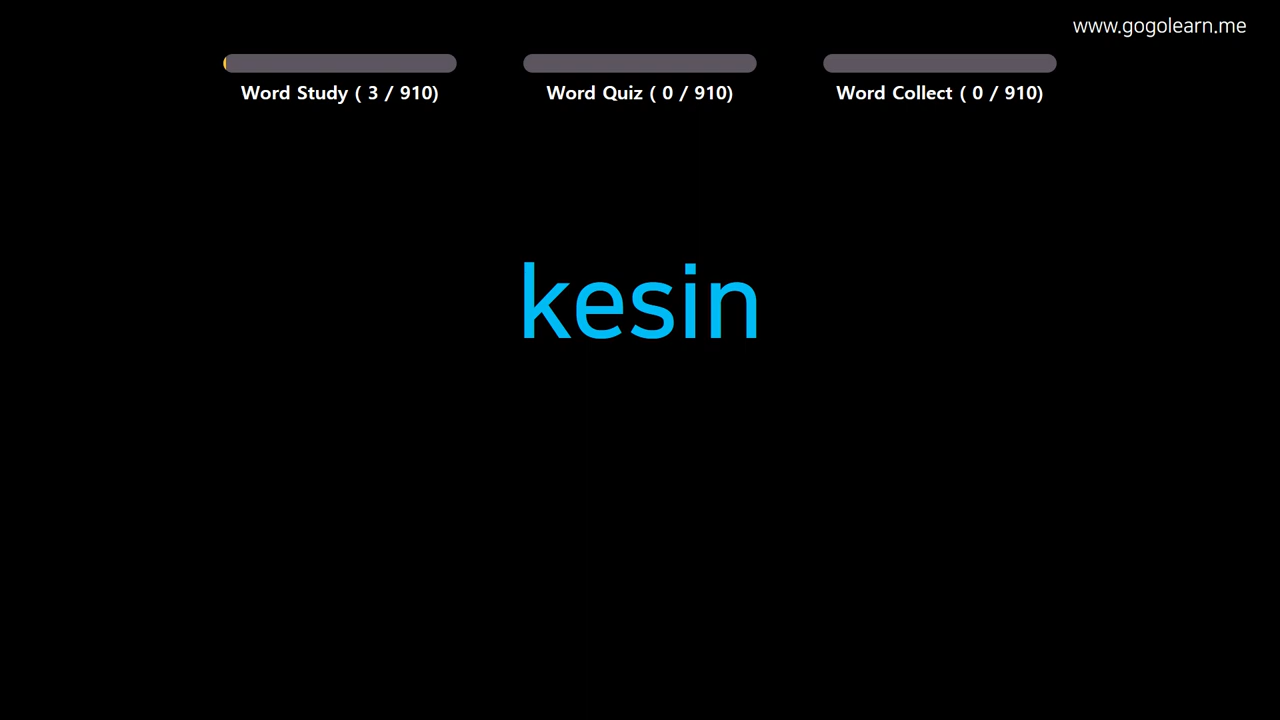 www.gogolearn.me
Word Study ( 3 / 910)
Word Quiz ( 0 / 910)
Word Collect ( 0 / 910)
kesin